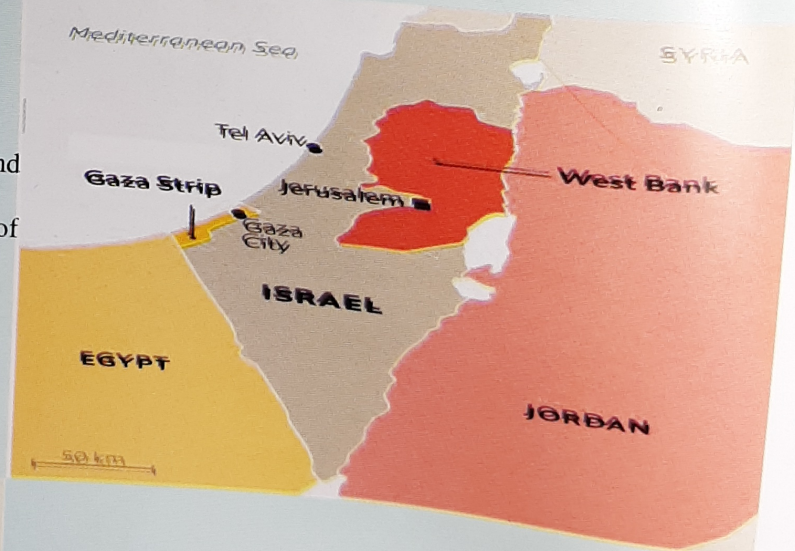 Mediterranean Sea
SYRIA
Tel Aviv
nd
Gaza Strip
Jerusalem
West Bank
of
Gaza
City
ISRAEL
EGYPT
JORDAN
50 km